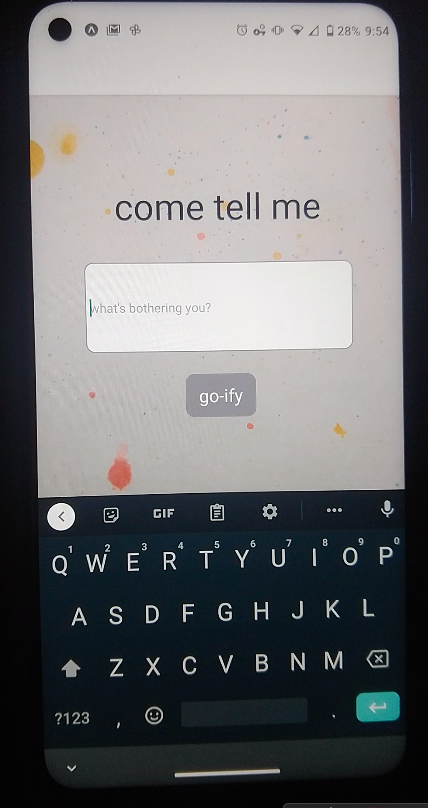 28% 9:54
come tell me
what's bothering you?
go-ify
GIF
1 2 3 4 5 6 7 8 9 0
Q W E R T Y U I O P
A S D F G H J K L
Z X C V B N M
?123 , .